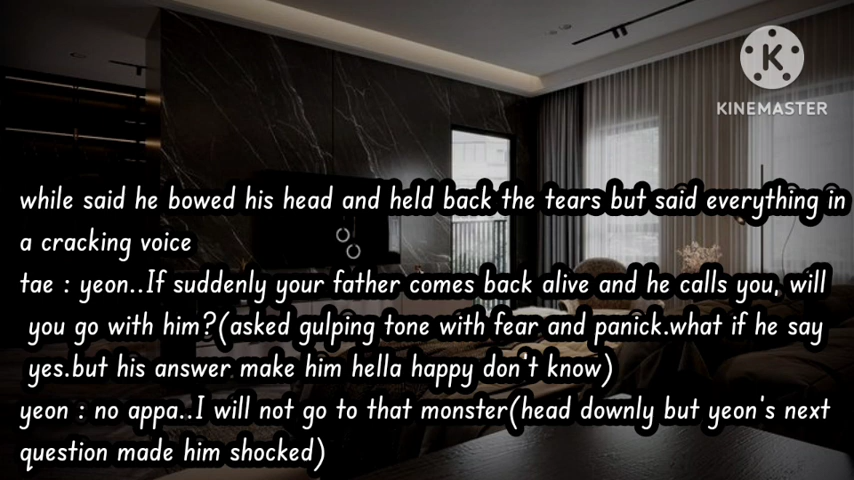 KINEMASTER
while said he bowed his head and held back the tears but said everything in
a cracking voice
tae : yeon..If suddenly your father comes back alive and he calls you, will
you go with him?(asked gulping tone with fear and panick.what if he say
yes.but his answer make him hella happy don't know)
yeon : no appa..I will not go to that monster(head downly but yeon's next
question made him shocked)